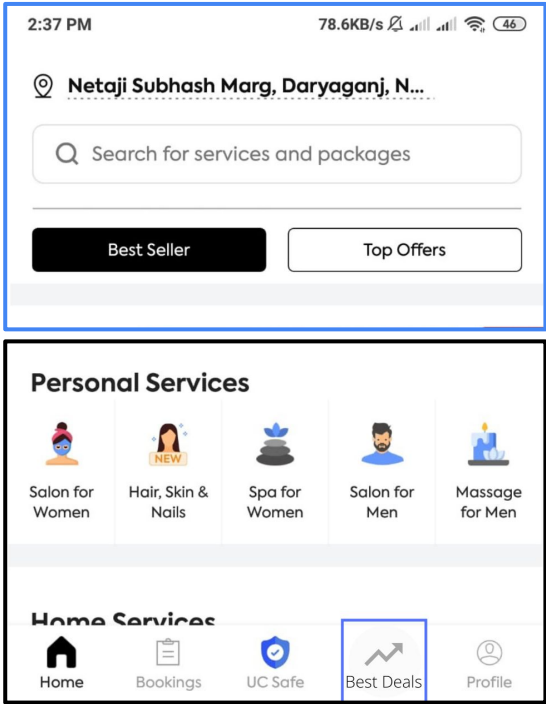 2:37 PM 78.6KB/s 46
Netaji Subhash Marg, Daryaganj, N...
Search for services and packages
Best Seller Top Offers
Personal Services
NEW
Salon for Women
Hair, Skin & Nails
Spa for Women
Salon for Men
Massage for Men
Home Services
Home Bookings UC Safe Best Deals Profile